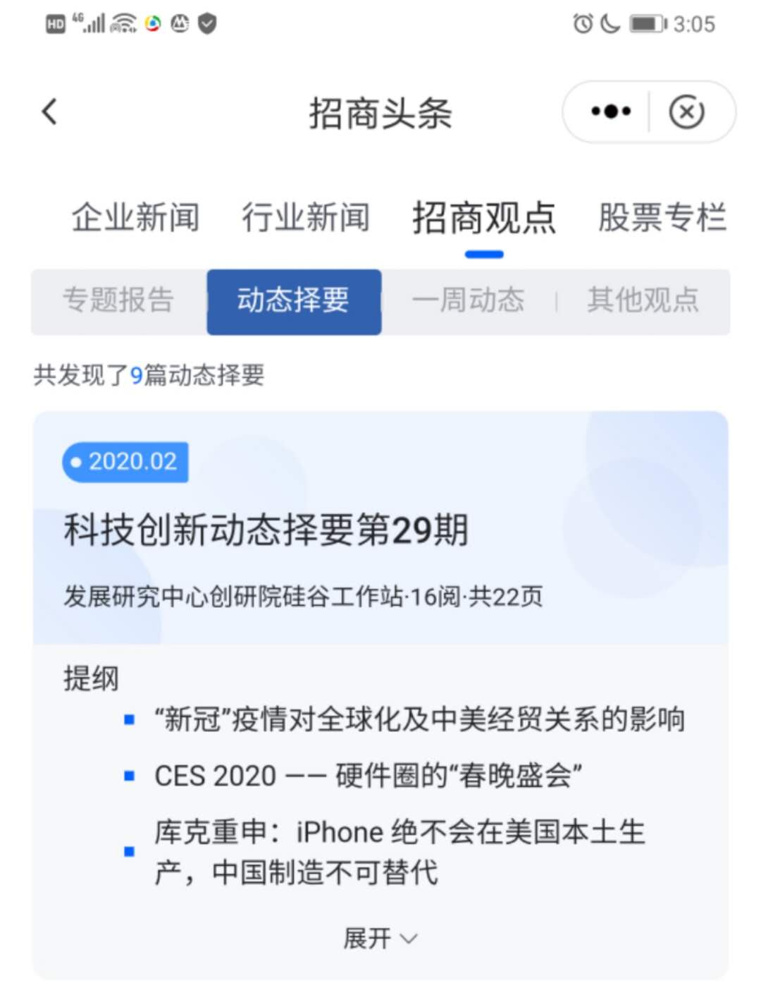 HD 4G 3:05
招商头条
企业新闻 行业新闻 招商观点 股票专栏
专题报告 动态择要 一周动态 | 其他观点
共发现了9篇动态择要
2020.02
科技创新动态择要第29期
发展研究中心创研院硅谷工作站·16阅·共22页
提纲
“新冠”疫情对全球化及中美经贸关系的影响
CES 2020 —— 硬件圈的“春晚盛会”
库克重申：iPhone 绝不会在美国本土生
产，中国制造不可替代
展开